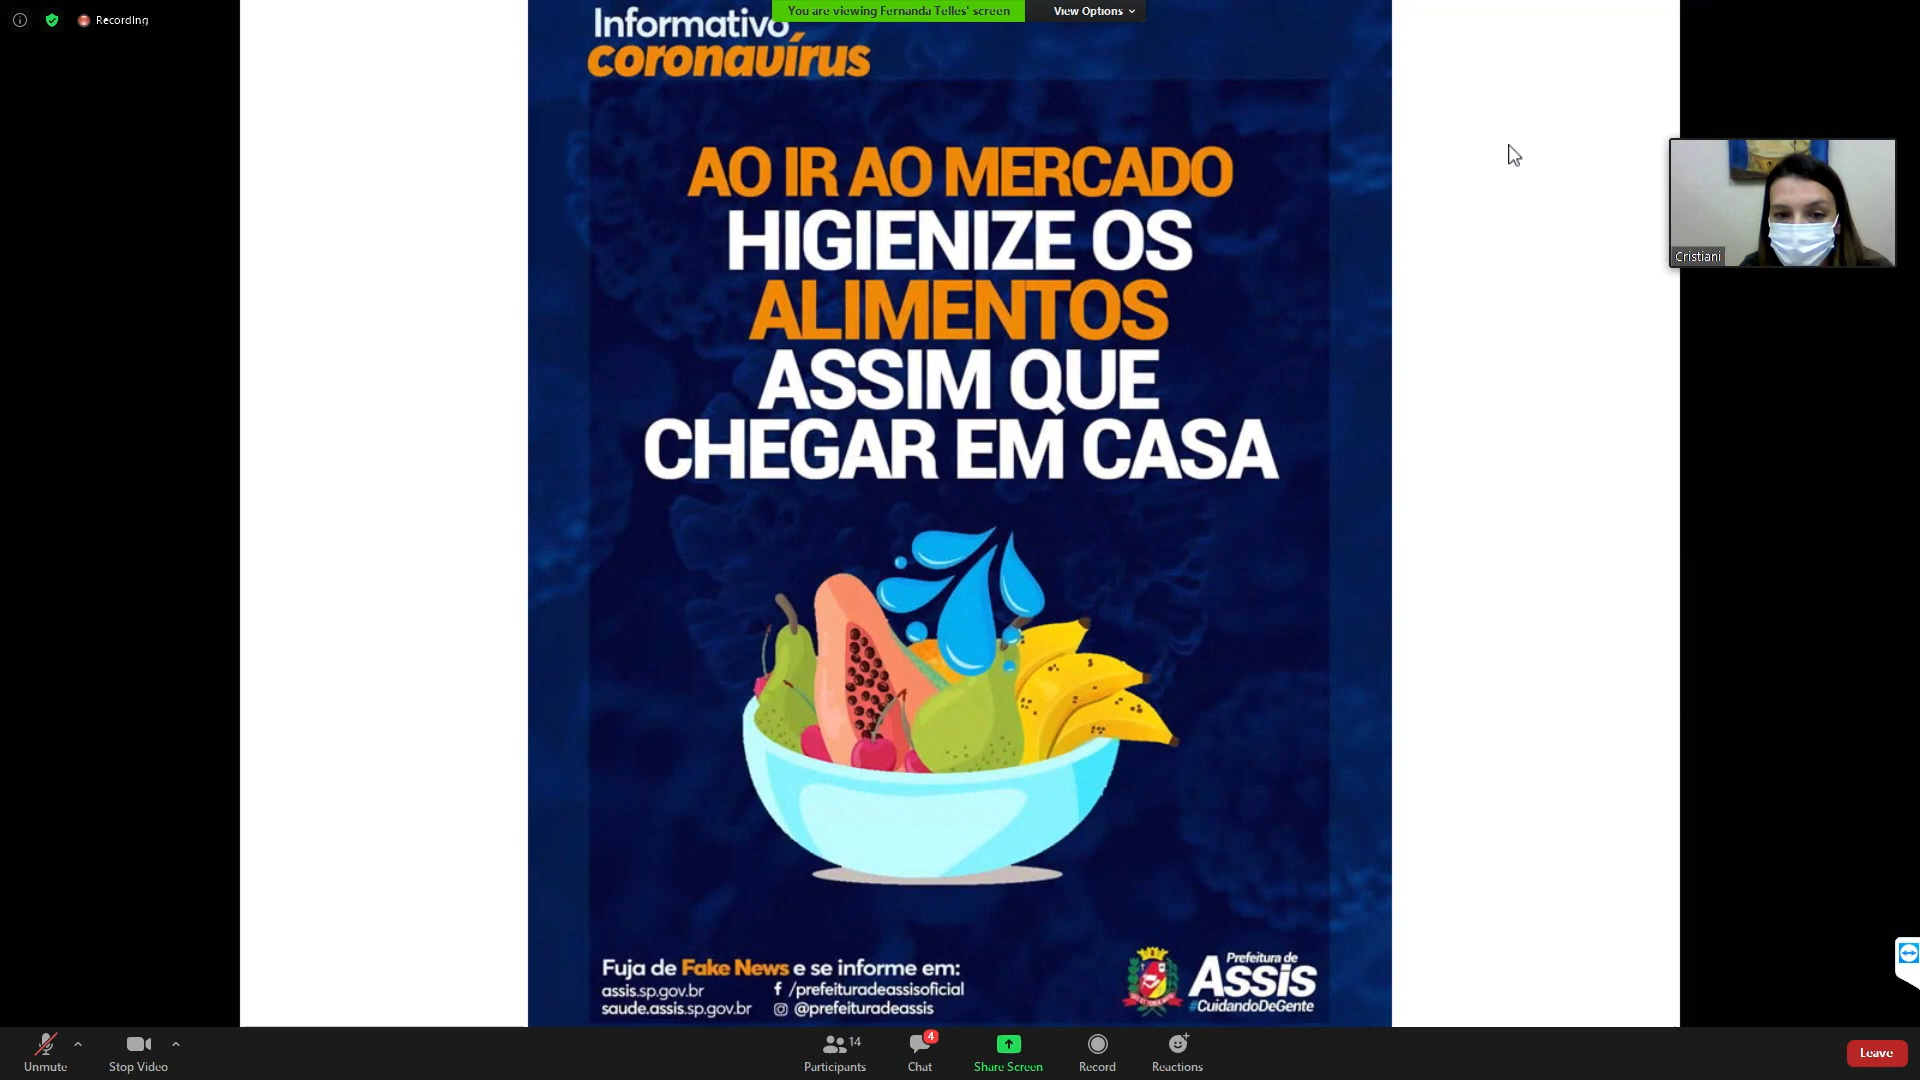 Recording
You are viewing Fernanda Telles' screen
View Options
Informativo
coronavírus
AO IR AO MERCADO
HIGIENIZE OS
ALIMENTOS
ASSIM QUE
CHEGAR EM CASA
Cristiani
Fuja de Fake News e se informe em:
assis.sp.gov.br
/prefeituradeassisoficial
saude.assis.sp.gov.br
@prefeituradeassis
Prefeitura de
Assis
#CuidandoDeGente
Unmute
Stop Video
14
Participants
4
Chat
Share Screen
Record
Reactions
Leave